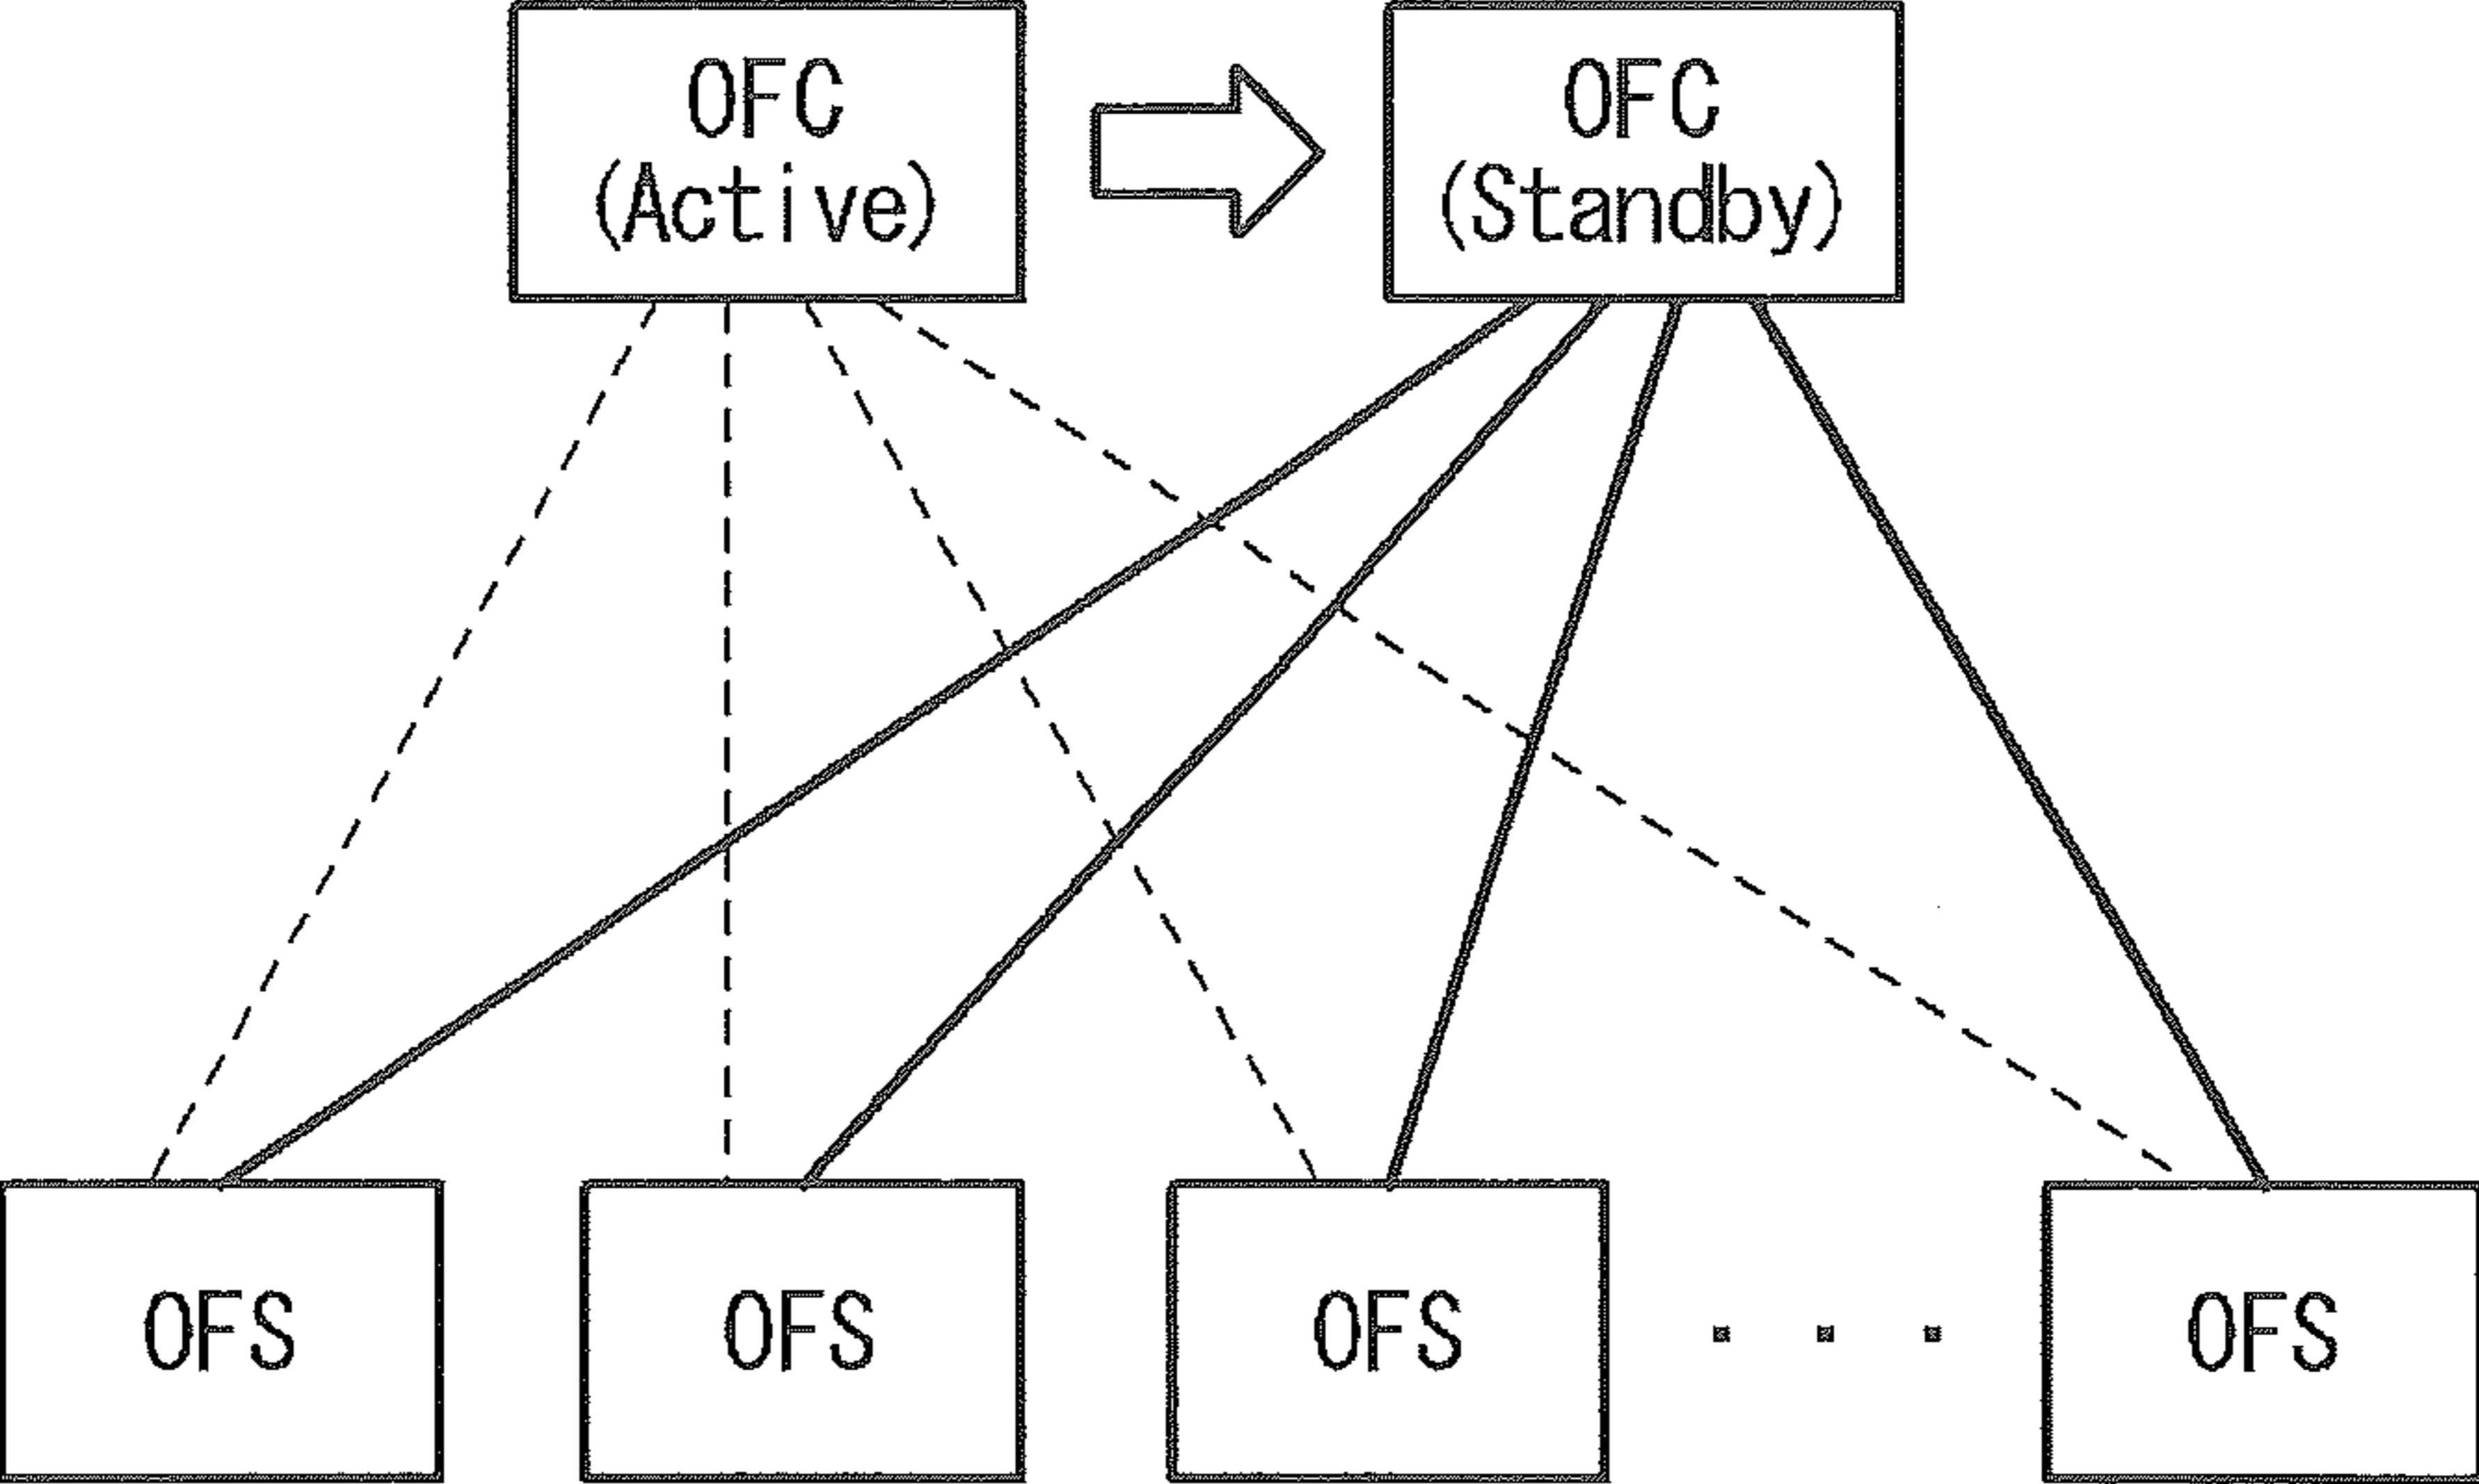 OFC
(Active)
OFC
(Standby)
OFS
OFS
OFS
. . .
OFS